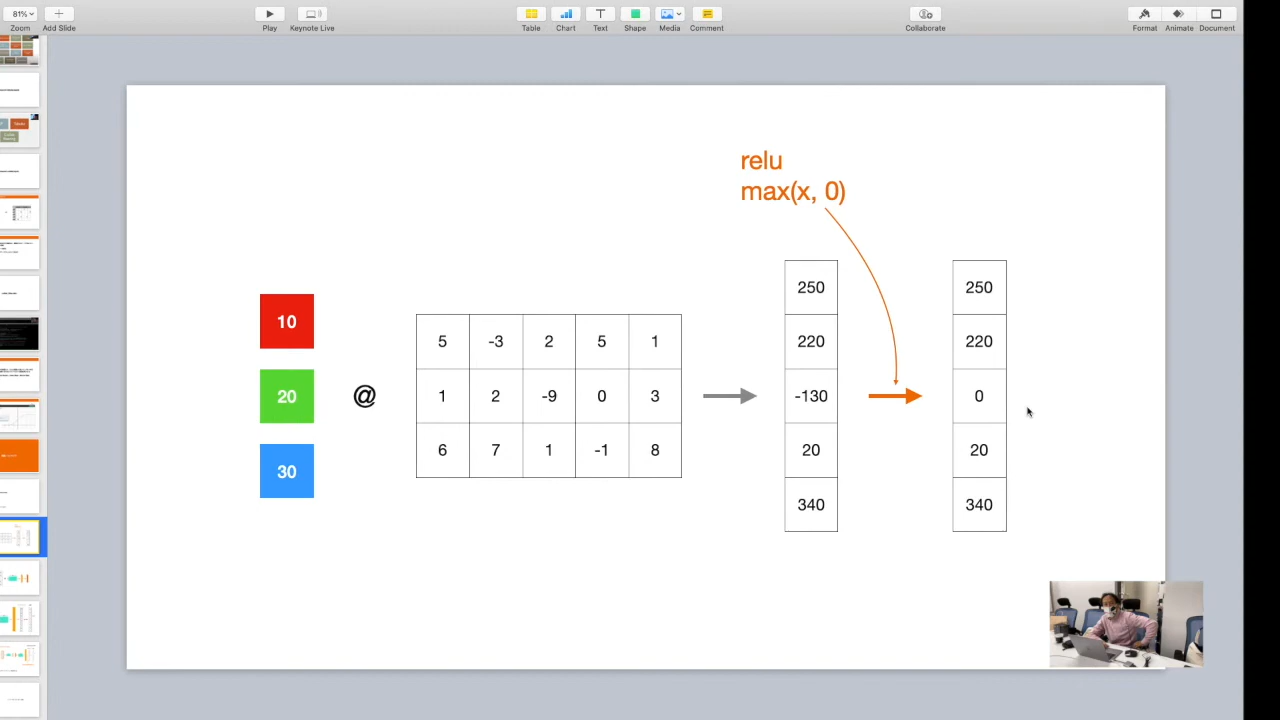 81%
Zoom
Add Slide
Play
Keynote Live
Table
Chart
Text
Shape
Media
Comment
Collaborate
Format
Animate
Document
relu
max(x, 0)
10
20
30
@
5 -3 2 5 1
1 2 -9 0 3
6 7 1 -1 8
250
220
-130
20
340
250
220
0
20
340